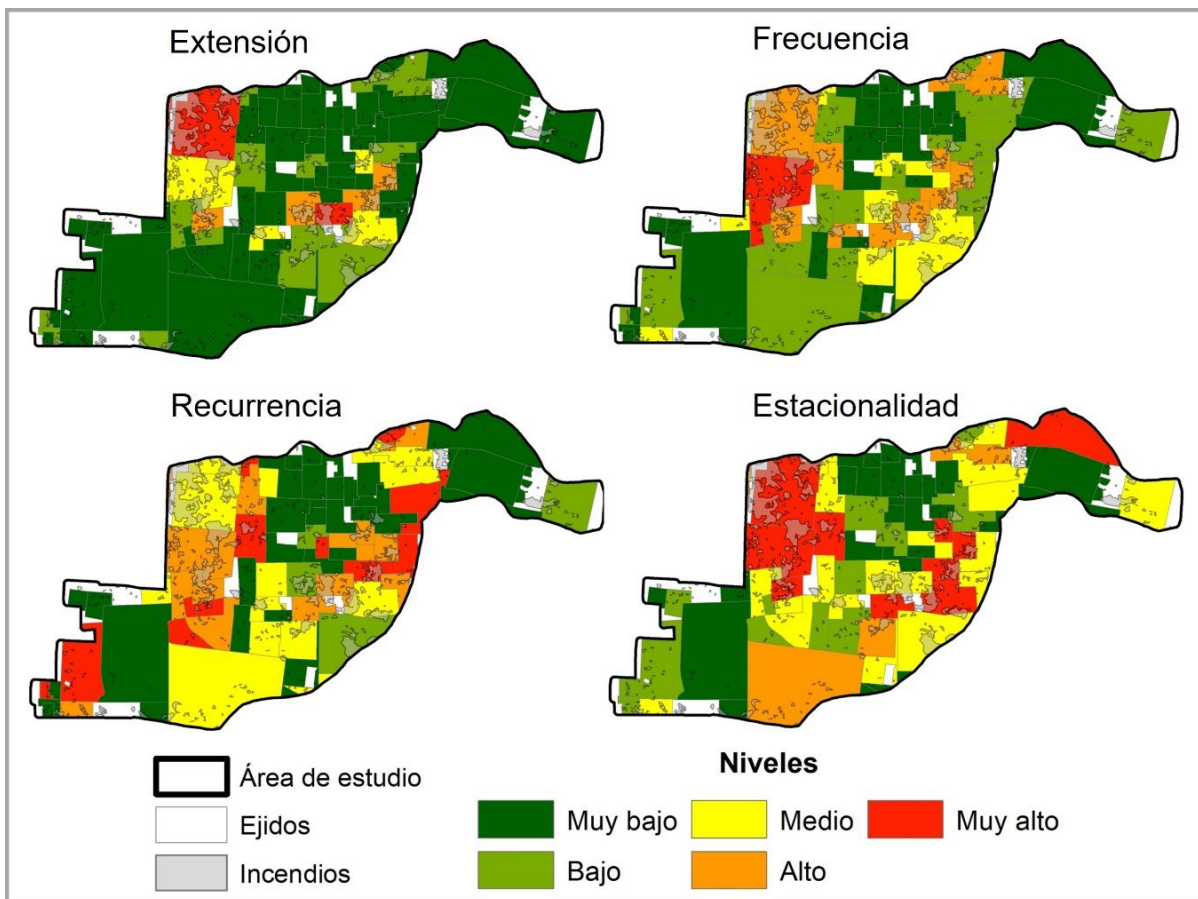 Extensión
Frecuencia
Recurrencia
Estacionalidad
Área de estudio
Ejidos
Incendios
Niveles
Muy bajo
Medio
Muy alto
Bajo
Alto